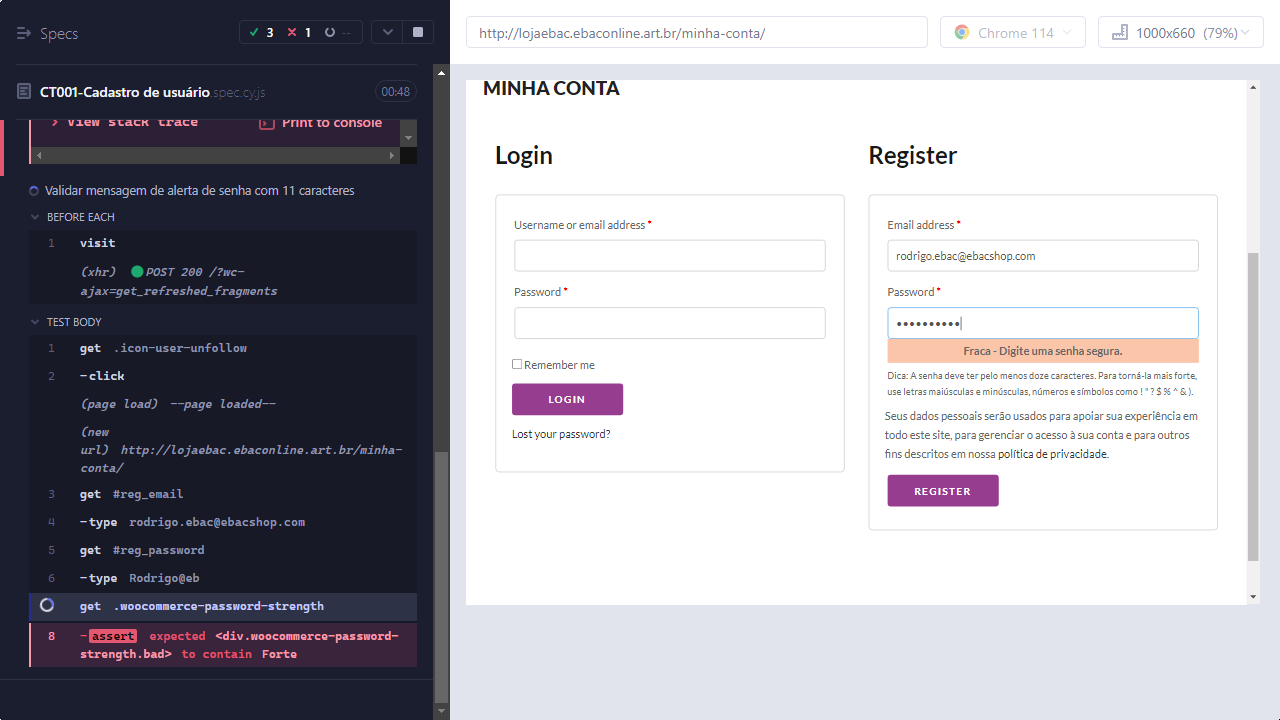 Specs
3
1
--
CT001-Cadastro de usuário.spec.cy.js
00:48
View stack trace
Print to console
Validar mensagem de alerta de senha com 11 caracteres
BEFORE EACH
1 visit
(xhr) POST 200 /?wc-
ajax=get_refreshed_fragments
TEST BODY
1 get .icon-user-unfollow
2 -click
(page load) --page loaded--
(new
url) http://lojaebac.ebaconline.art.br/minha-
conta/
3 get #reg_email
4 -type rodrigo.ebac@ebacshop.com
5 get #reg_password
6 -type Rodrigo@eb
get .woocommerce-password-strength
8 -assert expected <div.woocommerce-password-
strength.bad> to contain Forte
http://lojaebac.ebaconline.art.br/minha-conta/
Chrome 114
1000x660 (79%)
MINHA CONTA
Login
Username or email address *
Password *
Remember me
LOGIN
Lost your password?
Register
Email address *
rodrigo.ebac@ebacshop.com
Password *
Fraca - Digite uma senha segura.
Dica: A senha deve ter pelo menos doze caracteres. Para torná-la mais forte,
use letras maiúsculas e minúsculas, números e símbolos como ! " ? $ % ^ & ).
Seus dados pessoais serão usados para apoiar sua experiência em
todo este site, para gerenciar o acesso à sua conta e para outros
fins descritos em nossa política de privacidade.
REGISTER